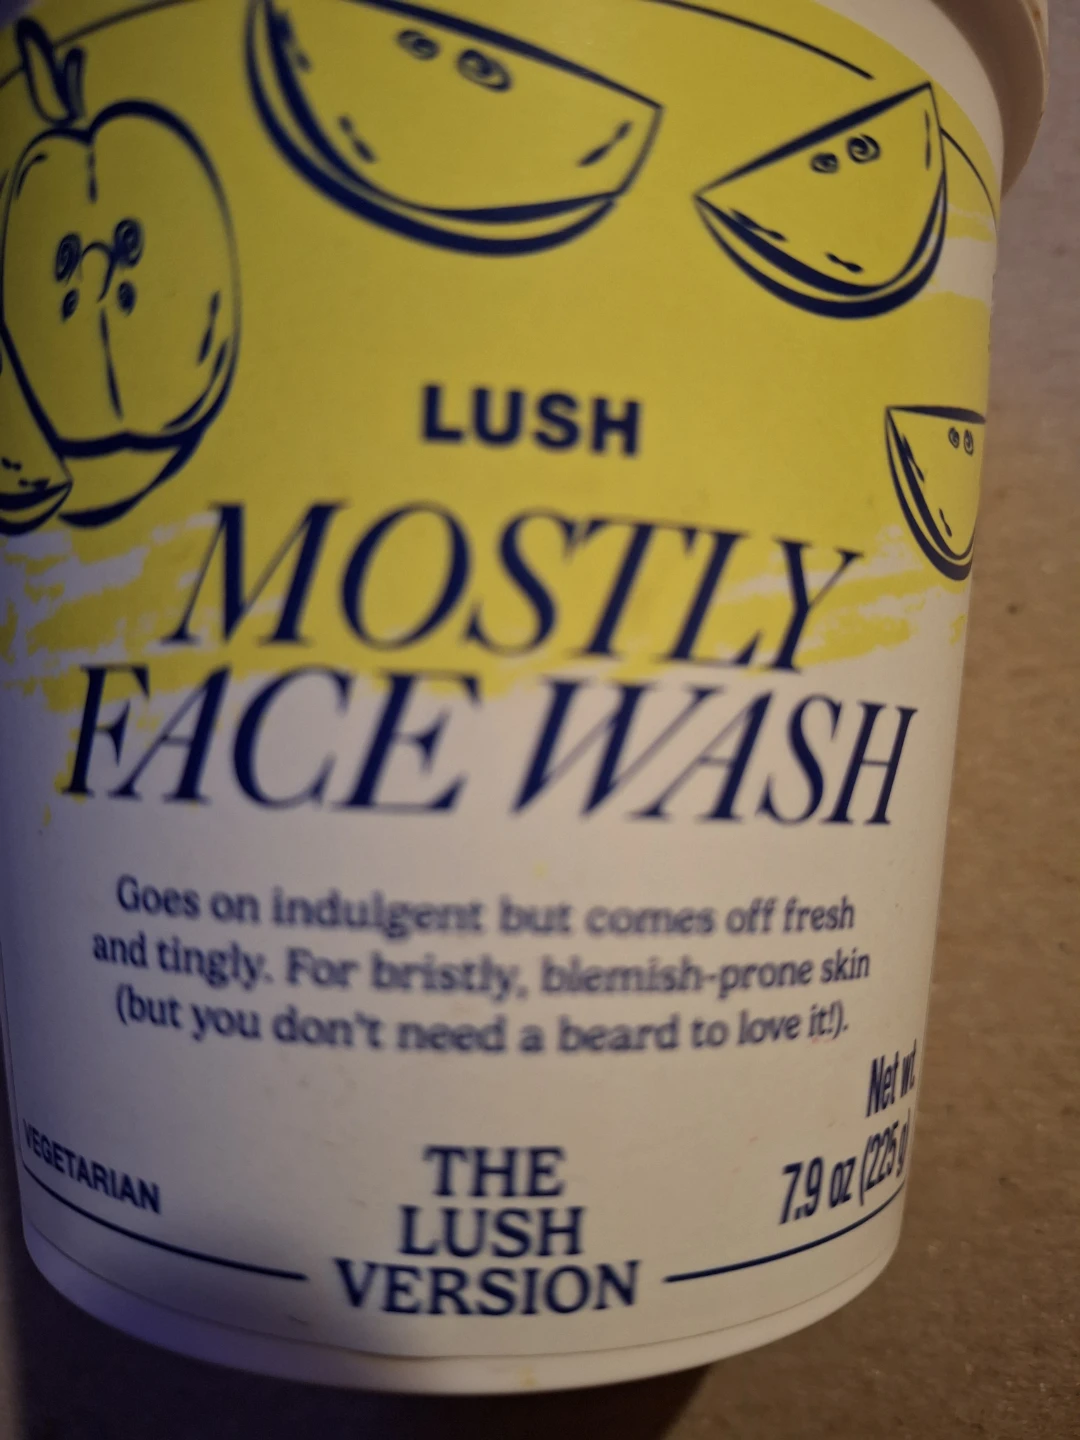 LUSH
MOSTLY
FACE WASH
Goes on indulgent but comes off fresh
and tingly. For bristly, blemish-prone skin
(but you don't need a beard to love it!).
VEGETARIAN
THE
LUSH
VERSION
Net wt
7.9 oz (225 g)